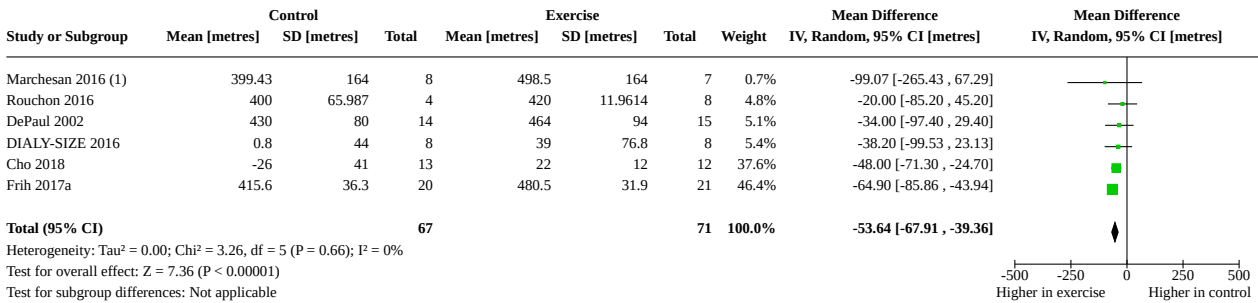 Control Exercise Mean Difference Mean Difference
Study or Subgroup Mean [metres] SD [metres] Total Mean [metres] SD [metres] Total Weight IV, Random, 95% CI [metres] IV, Random, 95% CI [metres]
Marchesan 2016 (1) 399.43 164 8 498.5 164 7 0.7% -99.07 [-265.43 , 67.29]
Rouchon 2016 400 65.987 4 420 11.9614 8 4.8% -20.00 [-85.20 , 45.20]
DePaul 2002 430 80 14 464 94 15 5.1% -34.00 [-97.40 , 29.40]
DIALY-SIZE 2016 0.8 44 8 39 76.8 8 5.4% -38.20 [-99.53 , 23.13]
Cho 2018 -26 41 13 22 12 12 37.6% -48.00 [-71.30 , -24.70]
Frih 2017a 415.6 36.3 20 480.5 31.9 21 46.4% -64.90 [-85.86 , -43.94]
Total (95% CI) 67 71 100.0% -53.64 [-67.91 , -39.36]
Heterogeneity: Tau² = 0.00; Chi² = 3.26, df = 5 (P = 0.66); I² = 0%
Test for overall effect: Z = 7.36 (P < 0.00001)
Test for subgroup differences: Not applicable
-500 -250 0 250 500
Higher in exercise Higher in control